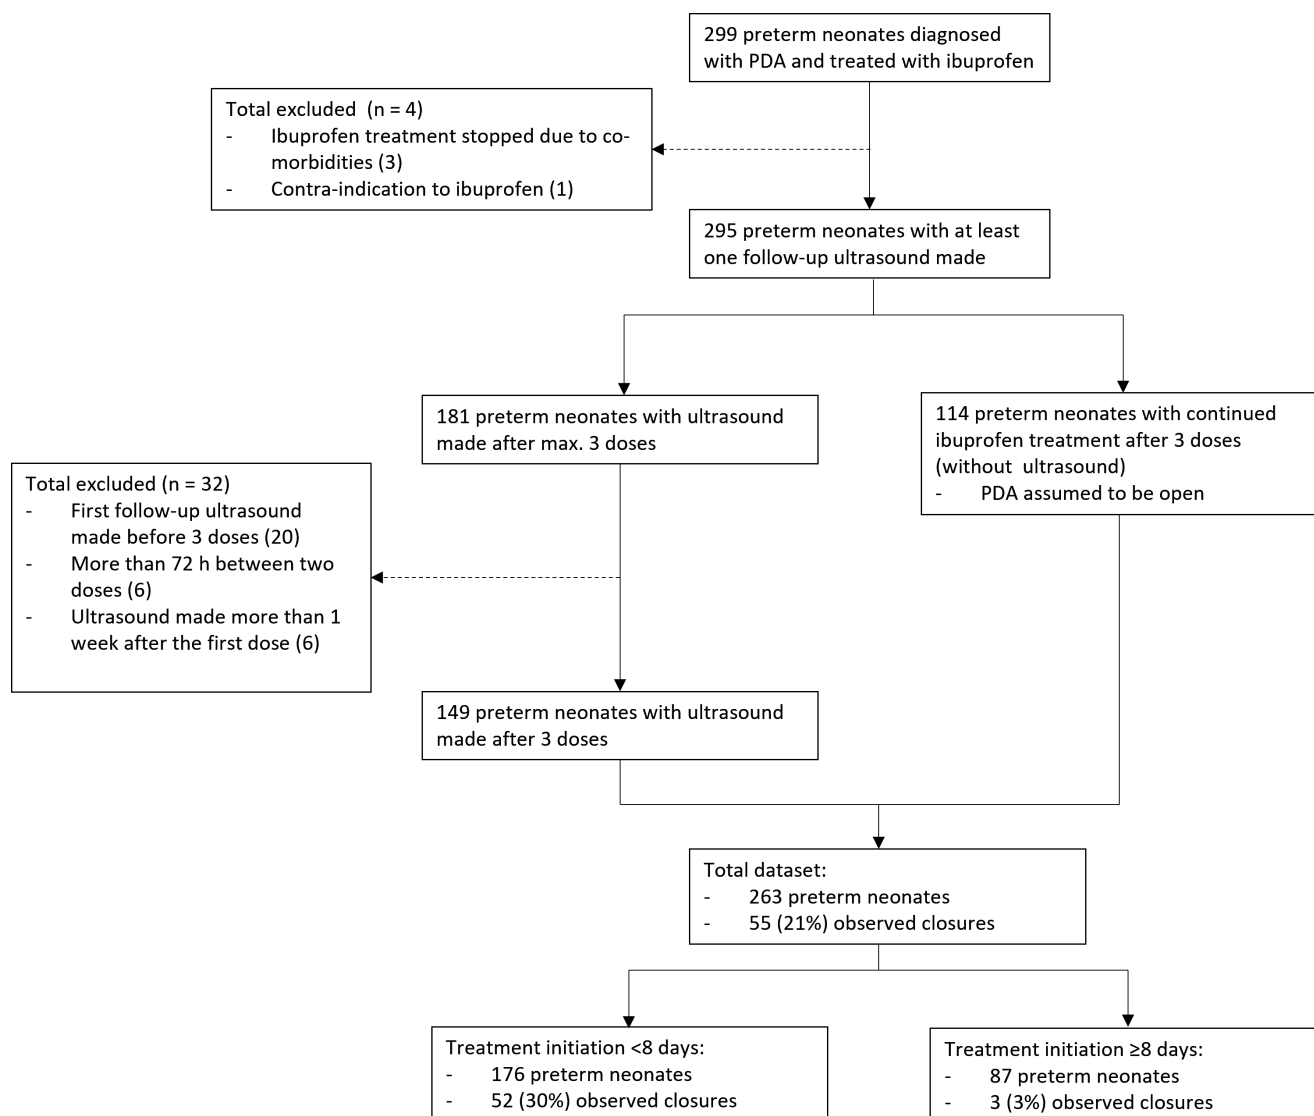 299 preterm neonates diagnosed
with PDA and treated with ibuprofen
Total excluded  (n = 4)
- Ibuprofen treatment stopped due to co-
morbidities (3)
- Contra-indication to ibuprofen (1)
295 preterm neonates with at least
one follow-up ultrasound made
181 preterm neonates with ultrasound
made after max. 3 doses
114 preterm neonates with continued
ibuprofen treatment after 3 doses
(without  ultrasound)
- PDA assumed to be open
Total excluded (n = 32)
- First follow-up ultrasound
made before 3 doses (20)
- More than 72 h between two
doses (6)
- Ultrasound made more than 1
week after the first dose (6)
149 preterm neonates with ultrasound
made after 3 doses
Total dataset:
- 263 preterm neonates
- 55 (21%) observed closures
Treatment initiation <8 days:
- 176 preterm neonates
- 52 (30%) observed closures
Treatment initiation ≥8 days:
- 87 preterm neonates
- 3 (3%) observed closures